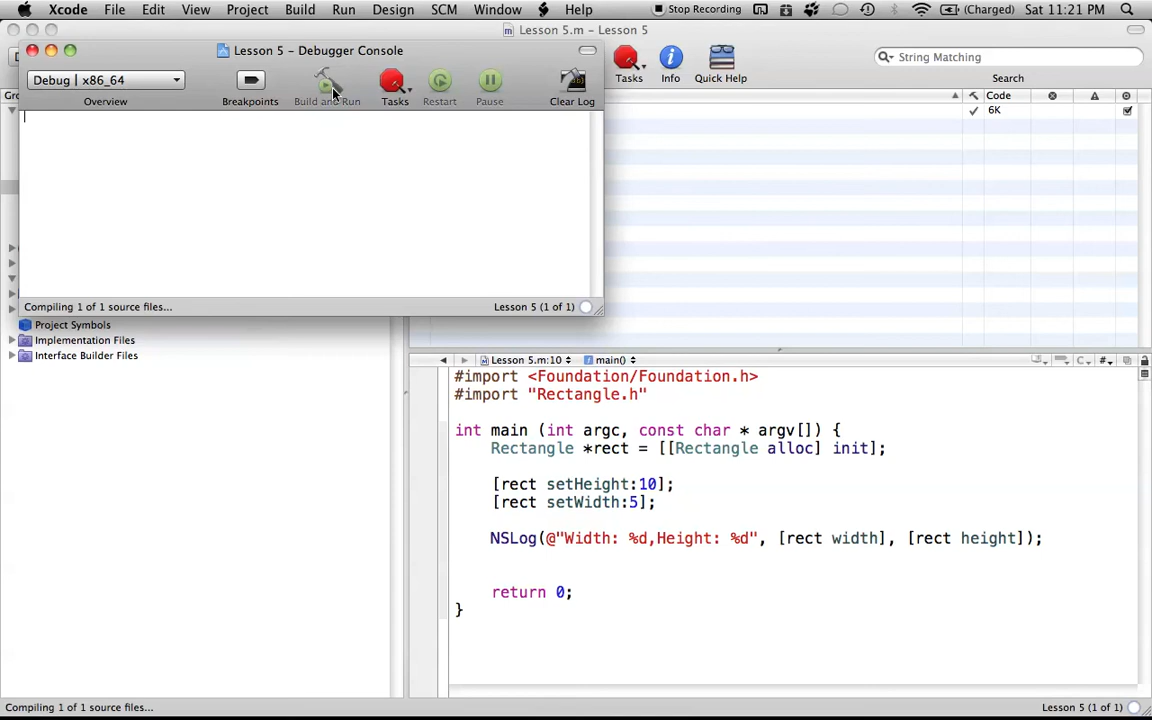 Xcode File Edit View Project Build Run Design SCM Window Help Stop Recording (Charged) Sat 11:21 PM
Lesson 5.m – Lesson 5
Lesson 5 – Debugger Console
Debug | x86_64
Overview Breakpoints Build and Run Tasks Restart Pause Clear Log
Tasks Info Quick Help
String Matching
Search
Gr
Code
6K
Compiling 1 of 1 source files... Lesson 5 (1 of 1)
Project Symbols
Implementation Files
Interface Builder Files
Lesson 5.m:10 main()
#import <Foundation/Foundation.h>
#import "Rectangle.h"
int main (int argc, const char * argv[]) {
Rectangle *rect = [[Rectangle alloc] init];
[rect setHeight:10];
[rect setWidth:5];
NSLog(@"Width: %d,Height: %d", [rect width], [rect height]);
return 0;
}
Compiling 1 of 1 source files... Lesson 5 (1 of 1)